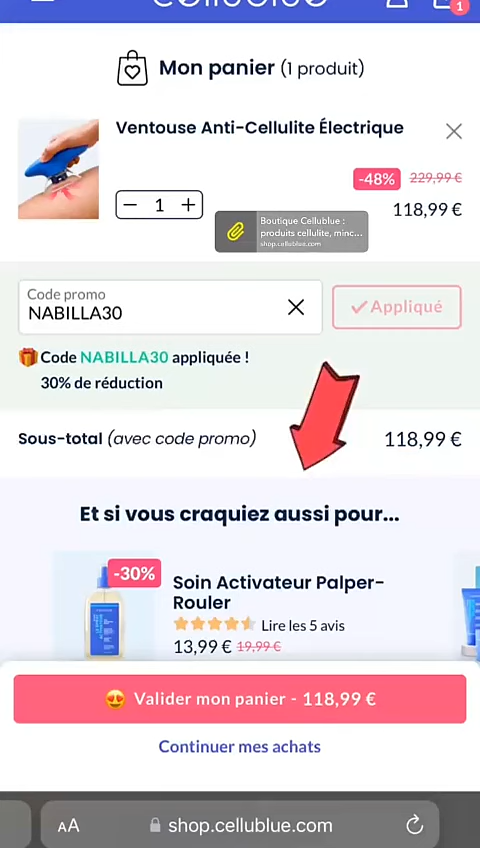 cellublue
1
Mon panier (1 produit)
Ventouse Anti-Cellulite Électrique
-48% 229,99 €
1
118,99 €
Boutique Cellublue :
produits cellulite, minc...
shop.cellublue.com
Code promo
NABILLA30
Appliqué
Code NABILLA30 appliquée !
30% de réduction
Sous-total (avec code promo) 118,99 €
Et si vous craquiez aussi pour...
-30%
Soin Activateur Palper-
Rouler
Lire les 5 avis
13,99 € 19,99 €
Valider mon panier - 118,99 €
Continuer mes achats
AA shop.cellublue.com